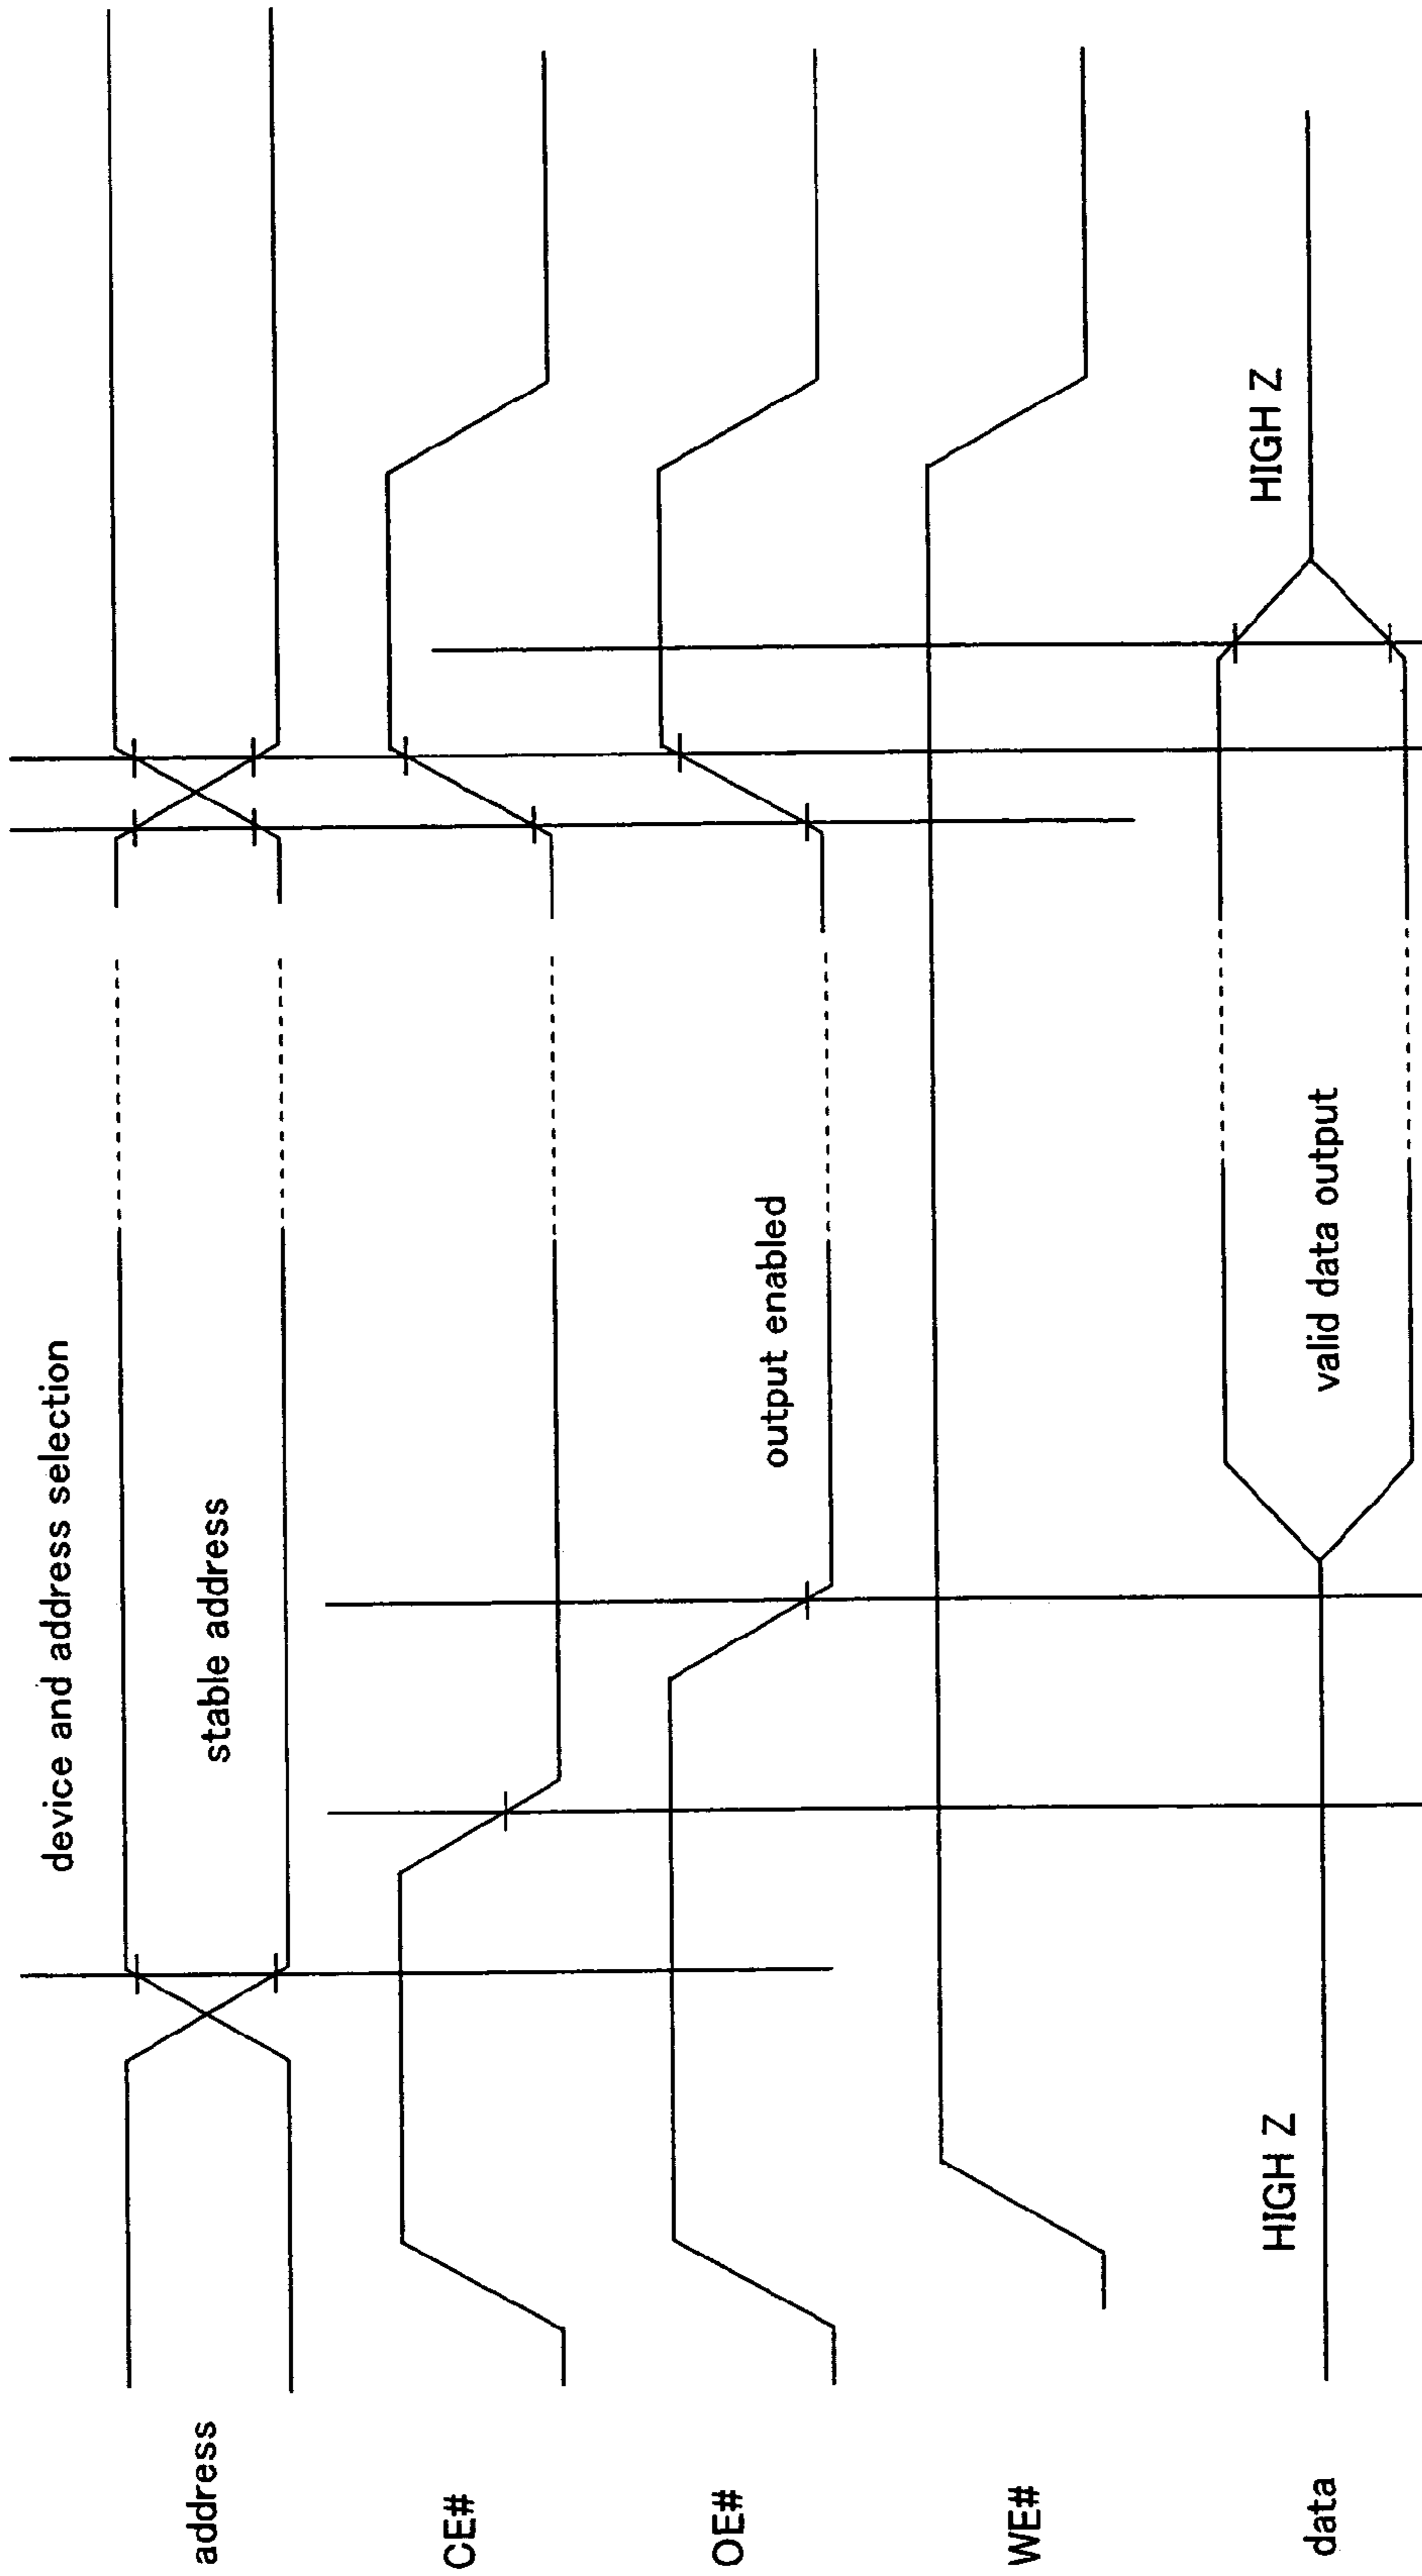 device and address selection
address
stable address
CE#
OE#
output enabled
WE#
HIGH Z
HIGH Z
data
valid data output